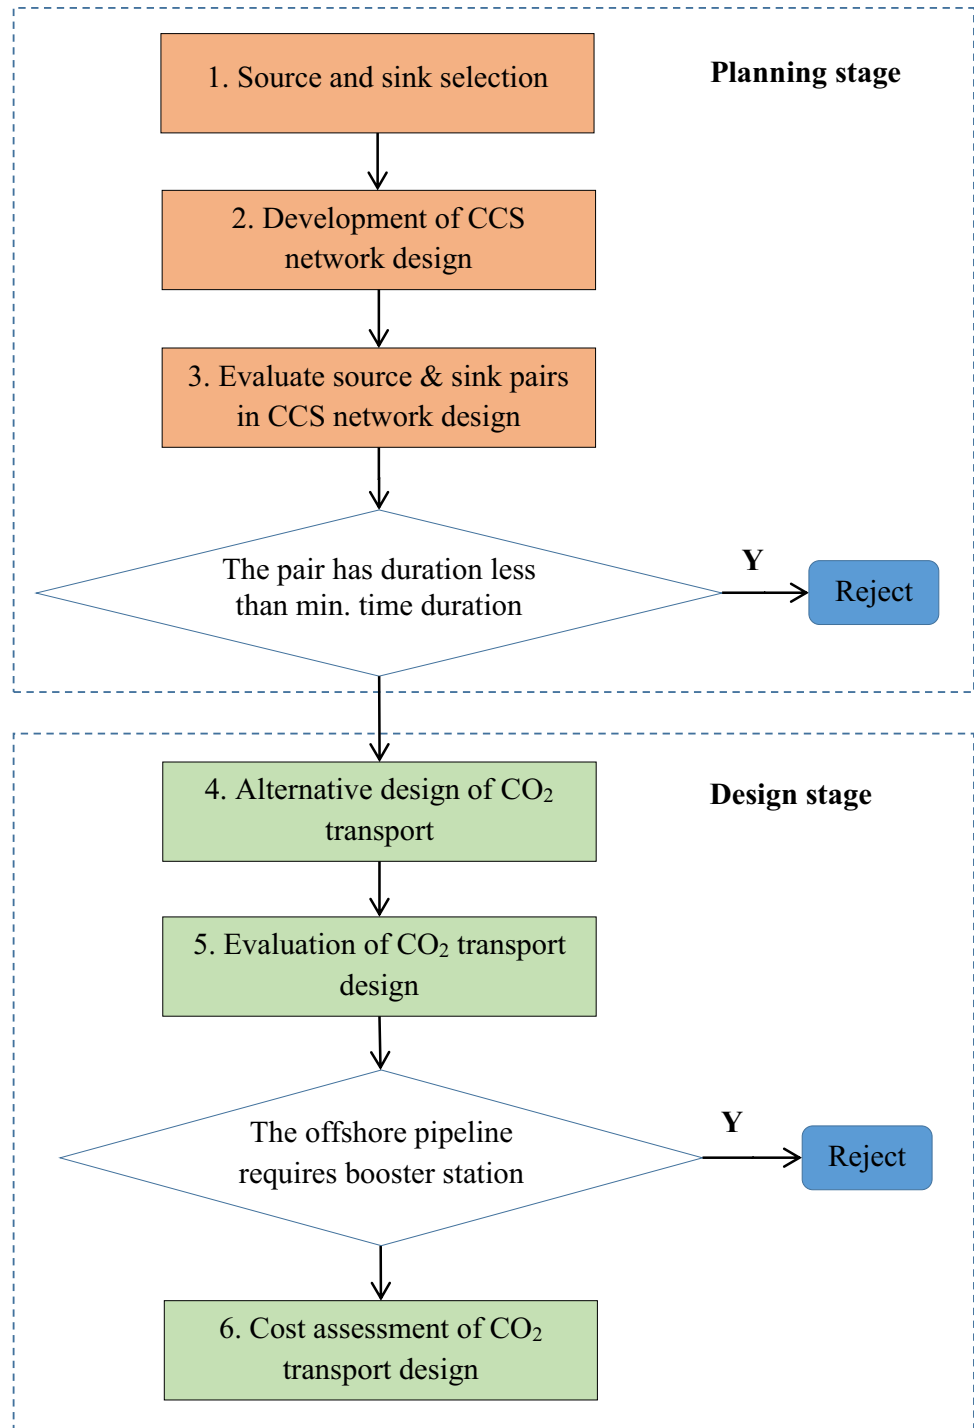 Planning stage
1. Source and sink selection
2. Development of CCS
network design
3. Evaluate source & sink pairs
in CCS network design
The pair has duration less
than min. time duration
Y
Reject
Design stage
4. Alternative design of CO₂
transport
5. Evaluation of CO₂ transport
design
The offshore pipeline
requires booster station
Y
Reject
6. Cost assessment of CO₂
transport design